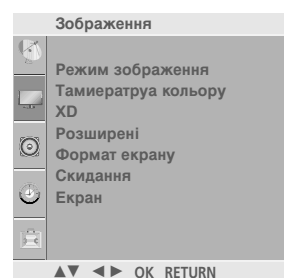 Зображення
Режим зображення
Тамиератруа кольору
XD
Розширені
Формат екрану
Скидання
Екран
▲▼ ◄► OK RETURN